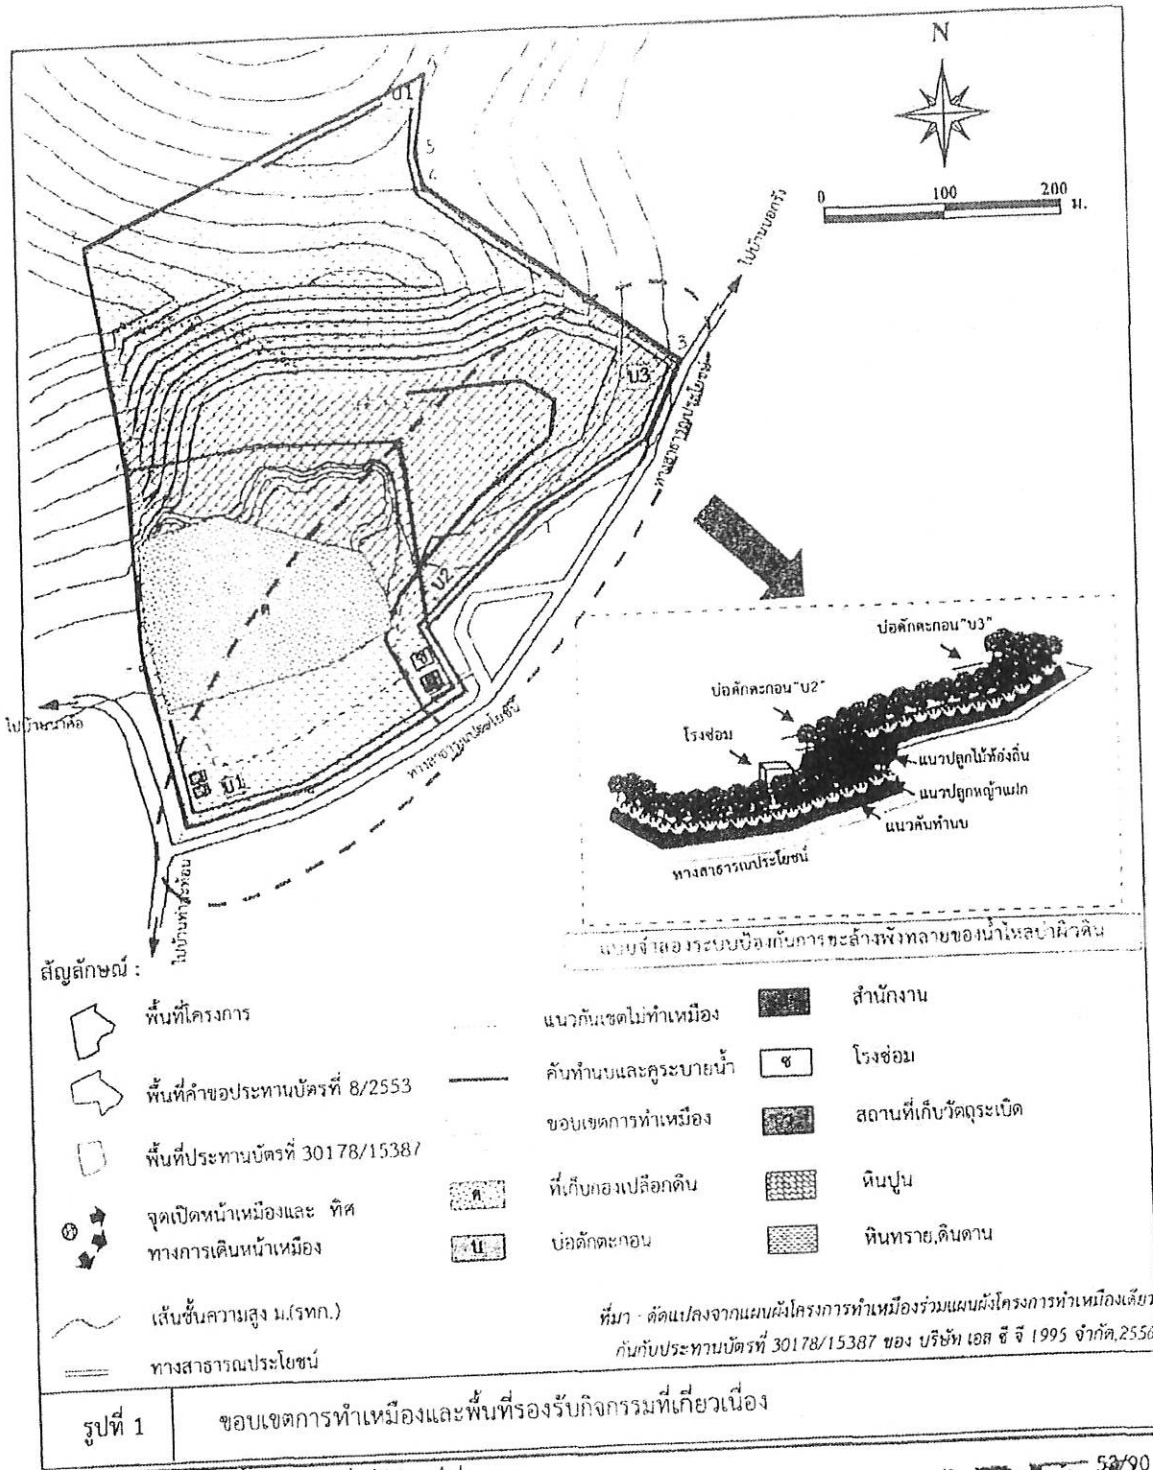 N
0 100 200 ม.
บ1
5
3
ไปบ้านบอกรัง
บ3
ทางสาธารณประโยชน์
1
บ2
ค
ซ
ไปบ้านนาคือ
บ1
ทางสาธารณประโยชน์
ไปบ้านท่าสะท้อน
บ่อดักตะกอน"บ3"
บ่อดักตะกอน"บ2"
โรงซ่อม
แนวปลูกไม้ท้องถิ่น
แนวปลูกหญ้าแฝก
แนวคันทำนบ
ทางสาธารณประโยชน์
แบบจำลองระบบป้องกันการชะล้างพังทลายของน้ำไหลบ่าผิวดิน
สัญลักษณ์ :
พื้นที่โครงการ
พื้นที่คำขอประทานบัตรที่ 8/2553
พื้นที่ประทานบัตรที่ 30178/15387
จุดเปิดหน้าเหมืองและ ทิศ
ทางการเดินหน้าเหมือง
เส้นชั้นความสูง ม.(รทก.)
ทางสาธารณประโยชน์
แนวกันเขตไม่ทำเหมือง
คันทำนบและคูระบายน้ำ
ขอบเขตการทำเหมือง
ค ที่เก็บกองเปลือกดิน
บ บ่อดักตะกอน
สำนักงาน
ซ โรงซ่อม
สถานที่เก็บวัตถุระเบิด
หินปูน
หินทราย,ดินดาน
ที่มา - ดัดแปลงจากแผนผังโครงการทำเหมืองร่วมแผนผังโครงการทำเหมืองเดียว
กันกับประทานบัตรที่ 30178/15387 ของ บริษัท เอส ซี จี 1995 จำกัด,2556
รูปที่ 1
ขอบเขตการทำเหมืองและพื้นที่รองรับกิจกรรมที่เกี่ยวเนื่อง
53/90